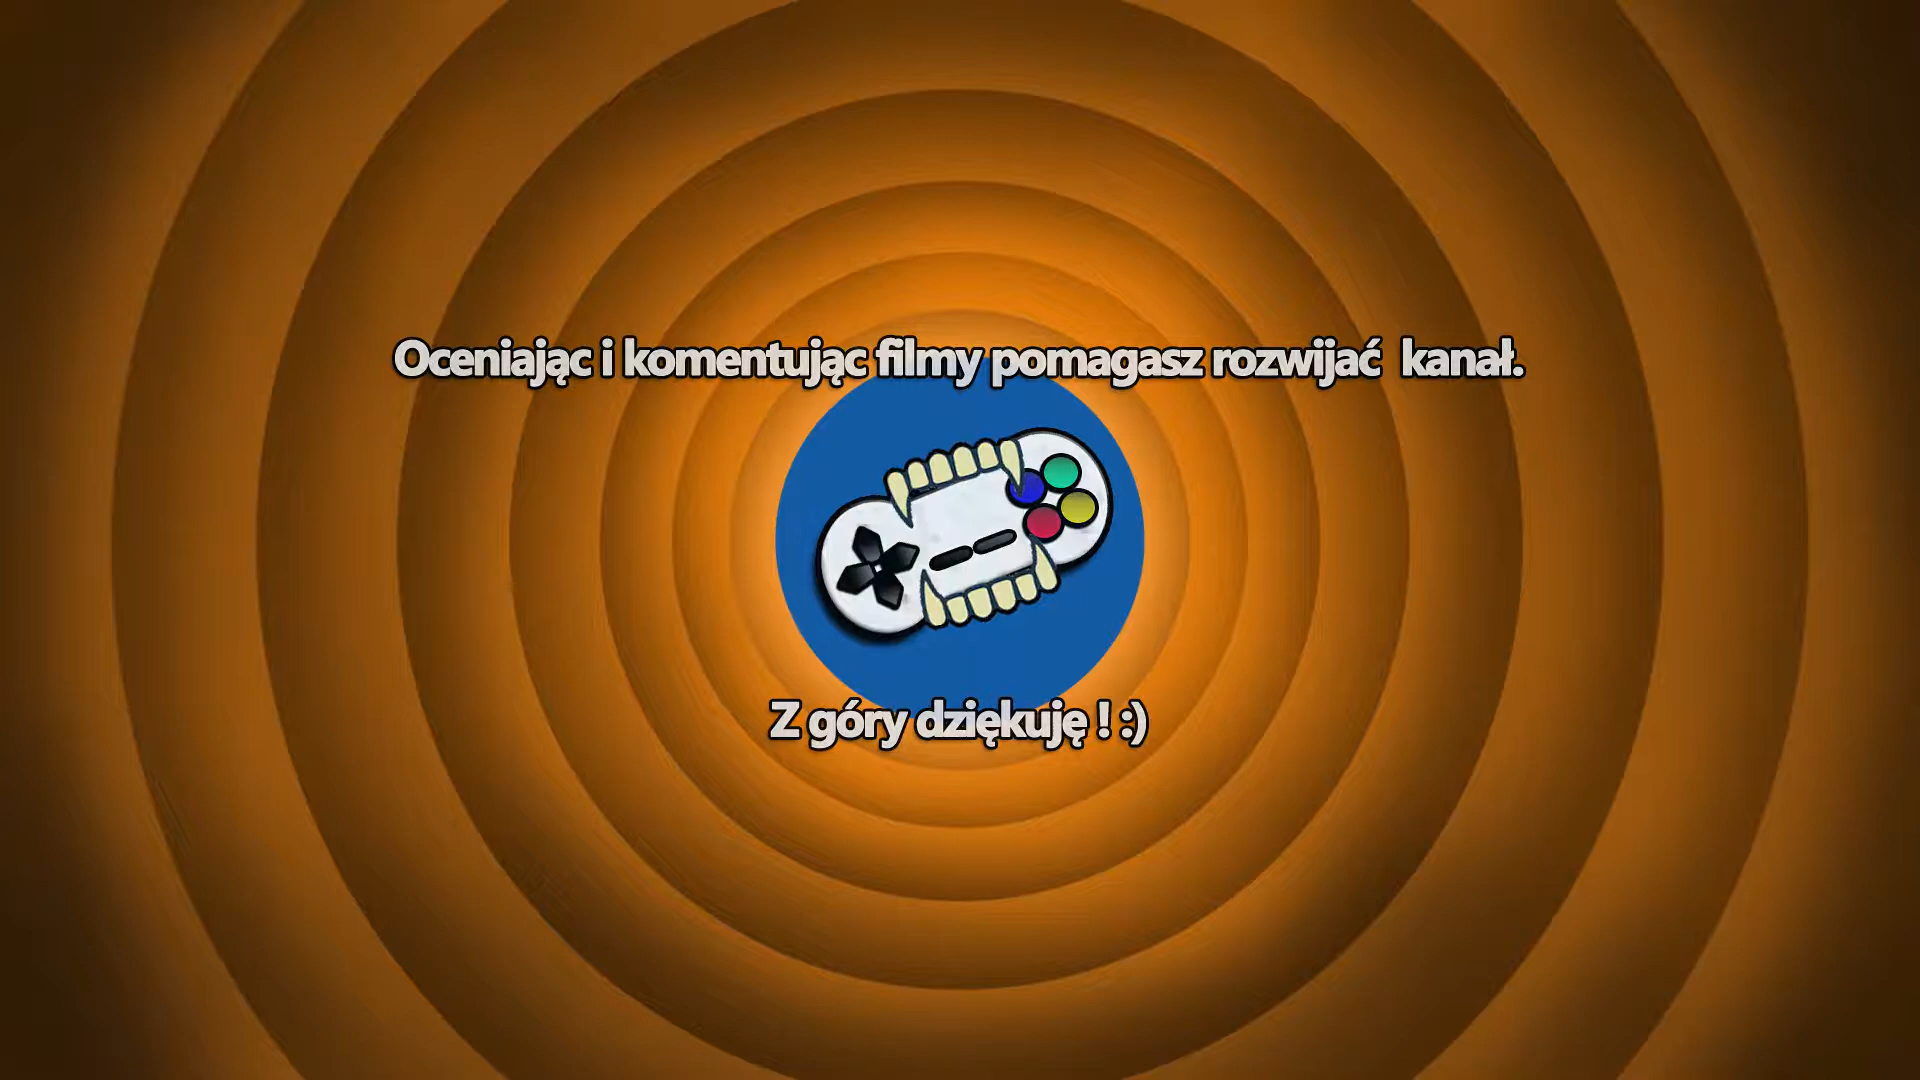 Oceniając i komentując filmy pomagasz rozwijać kanał.
Z góry dziękuję ! :)